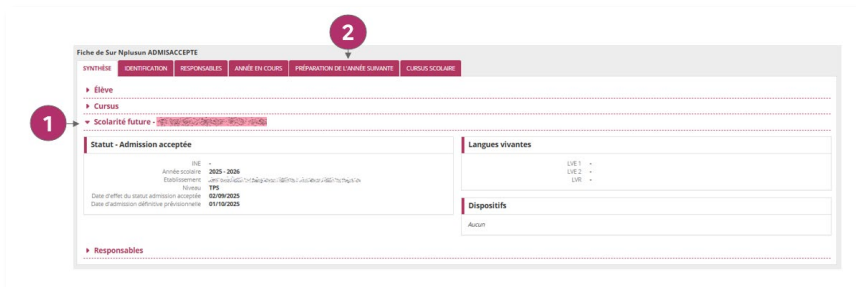 2
Fiche de Sur Nplusun ADMISACCEPTE
SYNTHÈSE IDENTIFICATION RESPONSABLES ANNÉE EN COURS PRÉPARATION DE L'ANNÉE SUIVANTE CURSUS SCOLAIRE
Élève
Cursus
1
Scolarité future -
Statut - Admission acceptée
INE -
Année scolaire 2025 - 2026
Etablissement
Niveau TPS
Date d'effet du statut admission acceptée 02/09/2025
Date d'admission définitive prévisionnelle 01/10/2025
Langues vivantes
LVE 1 -
LVE 2 -
LVR -
Dispositifs
Aucun
Responsables